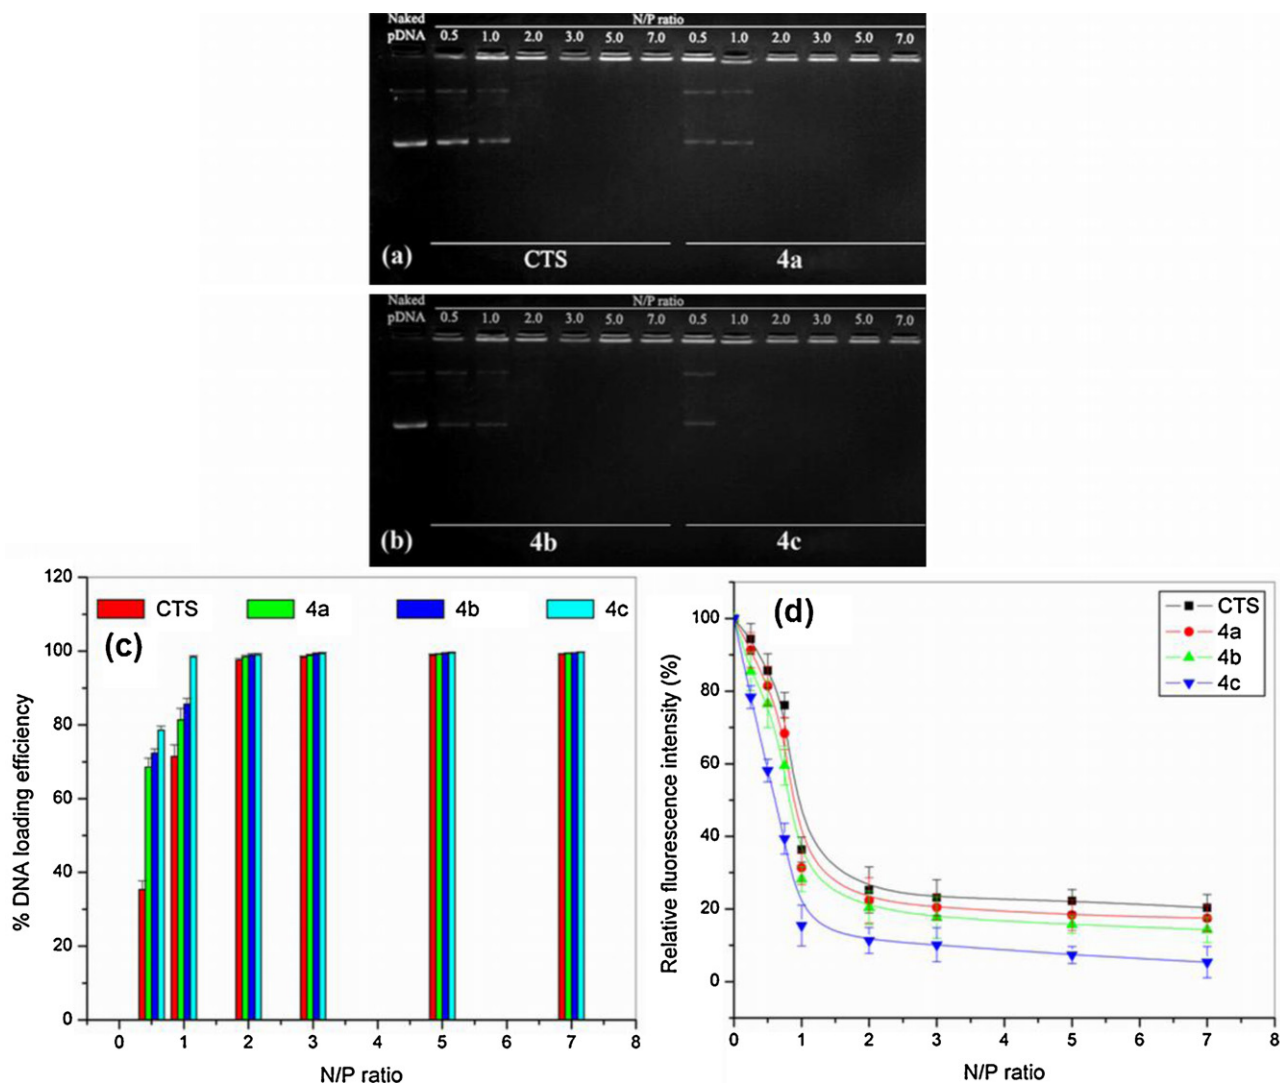 Naked N/P ratio
pDNA 0.5 1.0 2.0 3.0 5.0 7.0 0.5 1.0 2.0 3.0 5.0 7.0
(a) CTS 4a
Naked N/P ratio
pDNA 0.5 1.0 2.0 3.0 5.0 7.0 0.5 1.0 2.0 3.0 5.0 7.0
(b) 4b 4c
120
100
80
60
40
20
0
% DNA loading efficiency
CTS 4a 4b 4c
(c)
0 1 2 3 4 5 6 7 8
N/P ratio
100
80
60
40
20
0
Relative fluorescence intensity (%)
(d)
CTS
4a
4b
4c
0 1 2 3 4 5 6 7 8
N/P ratio